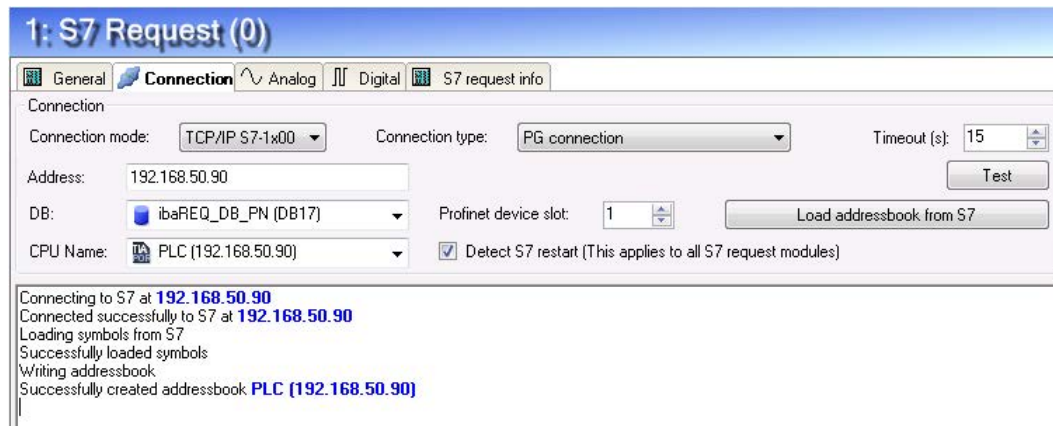 1: S7 Request (0)
General Connection Analog Digital S7 request info
Connection
Connection mode: TCP/IP S7-1x00 Connection type: PG connection Timeout (s): 15
Address: 192.168.50.90 Test
DB: ibaREQ_DB_PN (DB17) Profinet device slot: 1 Load addressbook from S7
CPU Name: PLC (192.168.50.90) Detect S7 restart (This applies to all S7 request modules)
Connecting to S7 at 192.168.50.90
Connected successfully to S7 at 192.168.50.90
Loading symbols from S7
Successfully loaded symbols
Writing addressbook
Successfully created addressbook PLC (192.168.50.90)